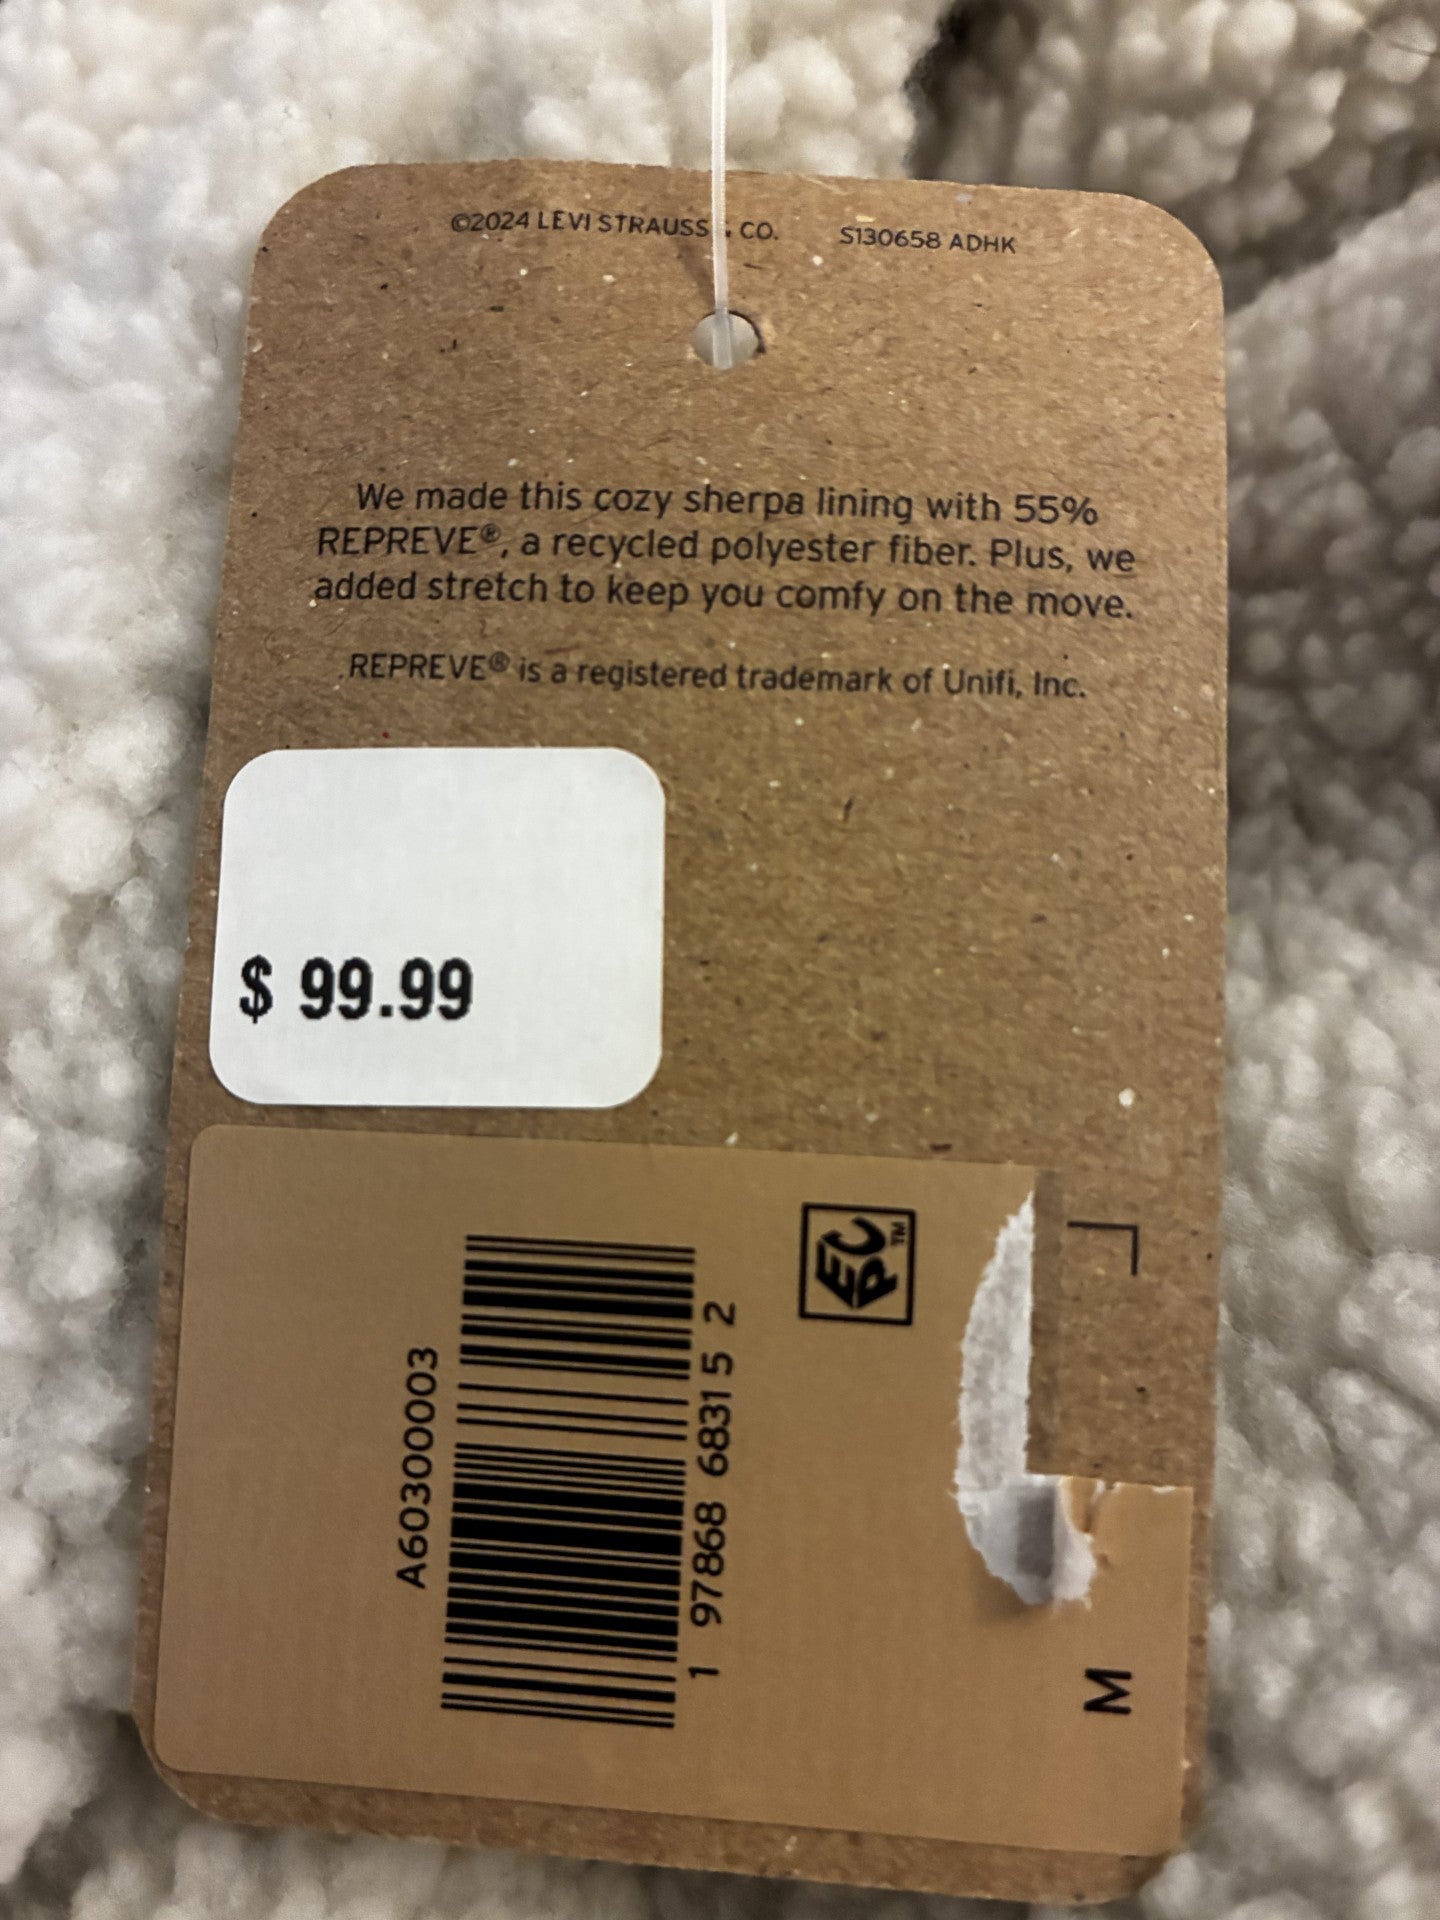 ©2024 LEVI STRAUSS & CO. S130658 ADHK
We made this cozy sherpa lining with 55%
REPREVE®, a recycled polyester fiber. Plus, we
added stretch to keep you comfy on the move.
REPREVE® is a registered trademark of Unifi, Inc.
$ 99.99
A60300003
1 97868 68315 2
EPC™
M